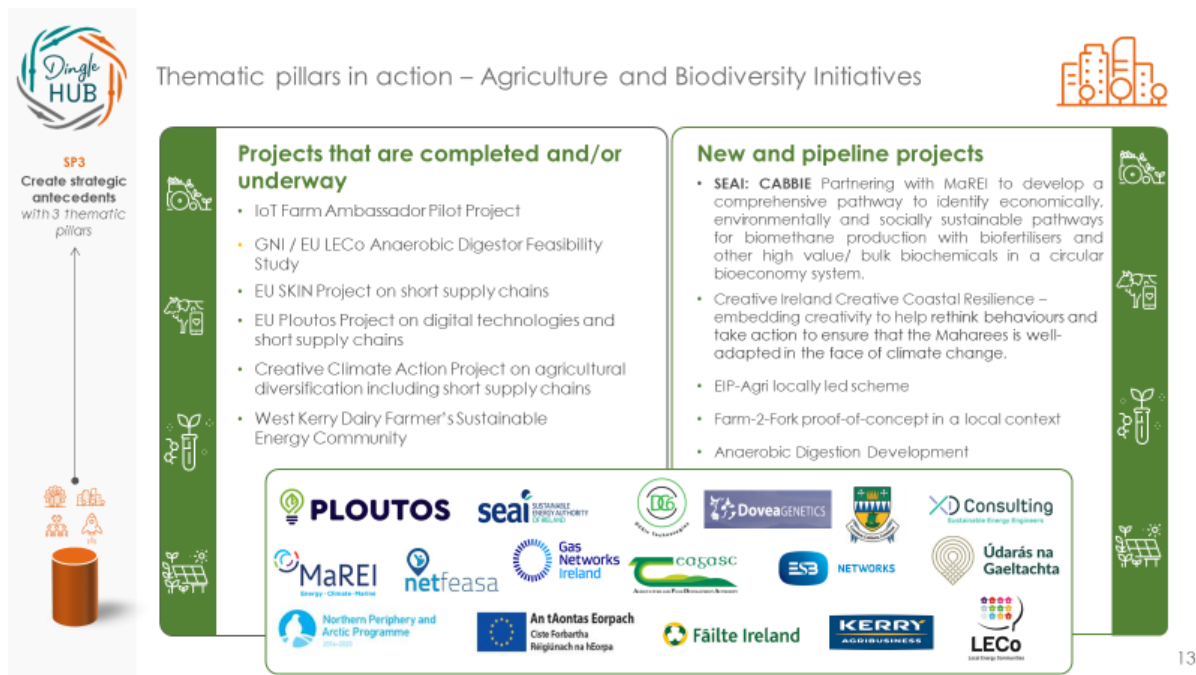 Dingle
HUB
SP3
Create strategic
antecedents
with 3 thematic
pillars
Thematic pillars in action – Agriculture and Biodiversity Initiatives
Projects that are completed and/or
underway
• IoT Farm Ambassador Pilot Project
• GNI / EU LECo Anaerobic Digestor Feasibility
Study
• EU SKIN Project on short supply chains
• EU Ploutos Project on digital technologies and
short supply chains
• Creative Climate Action Project on agricultural
diversification including short supply chains
• West Kerry Dairy Farmer's Sustainable
Energy Community
New and pipeline projects
• SEAI: CABBIE Partnering with MaREI to develop a
comprehensive pathway to identify economically,
environmentally and socially sustainable pathways
for biomethane production with biofertilisers and
other high value/ bulk biochemicals in a circular
bioeconomy system.
• Creative Ireland Creative Coastal Resilience –
embedding creativity to help rethink behaviours and
take action to ensure that the Maharees is well-
adapted in the face of climate change.
• EIP-Agri locally led scheme
• Farm-2-Fork proof-of-concept in a local context
• Anaerobic Digestion Development
PLOUTOS
seai SUSTAINABLE
ENERGY AUTHORITY
OF IRELAND
Technologies
Dovea GENETICS
XD Consulting
Sustainable Energy Engineers
MaREI
Energy · Climate · Marine
netfeasa
Gas
Networks
Ireland
teagasc
AGRICULTURE AND FOOD DEVELOPMENT AUTHORITY
ESB NETWORKS
Údarás na
Gaeltachta
Northern Periphery and
Arctic Programme
2014-2020
An tAontas Eorpach
Ciste Forbartha
Réigiúnach na hEorpa
Fáilte Ireland
KERRY
AGRIBUSINESS
LECo
Local Energy Communities
13